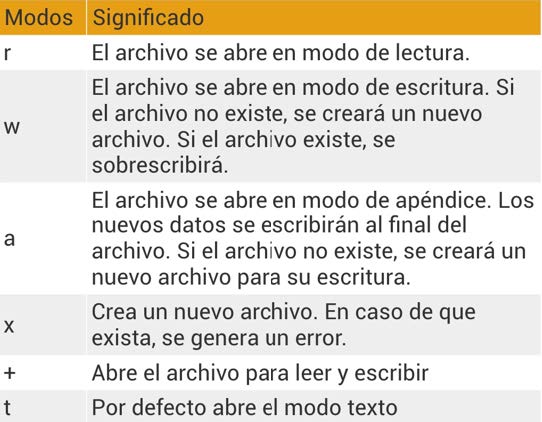 Modos Significado
r El archivo se abre en modo de lectura.
El archivo se abre en modo de escritura. Si
el archivo no existe, se creará un nuevo
w
archivo. Si el archivo existe, se
sobrescribirá.
El archivo se abre en modo de apéndice. Los
nuevos datos se escribirán al final del
a
archivo. Si el archivo no existe, se creará un
nuevo archivo para su escritura.
x
Crea un nuevo archivo. En caso de que
exista, se genera un error.
+ Abre el archivo para leer y escribir
t Por defecto abre el modo texto